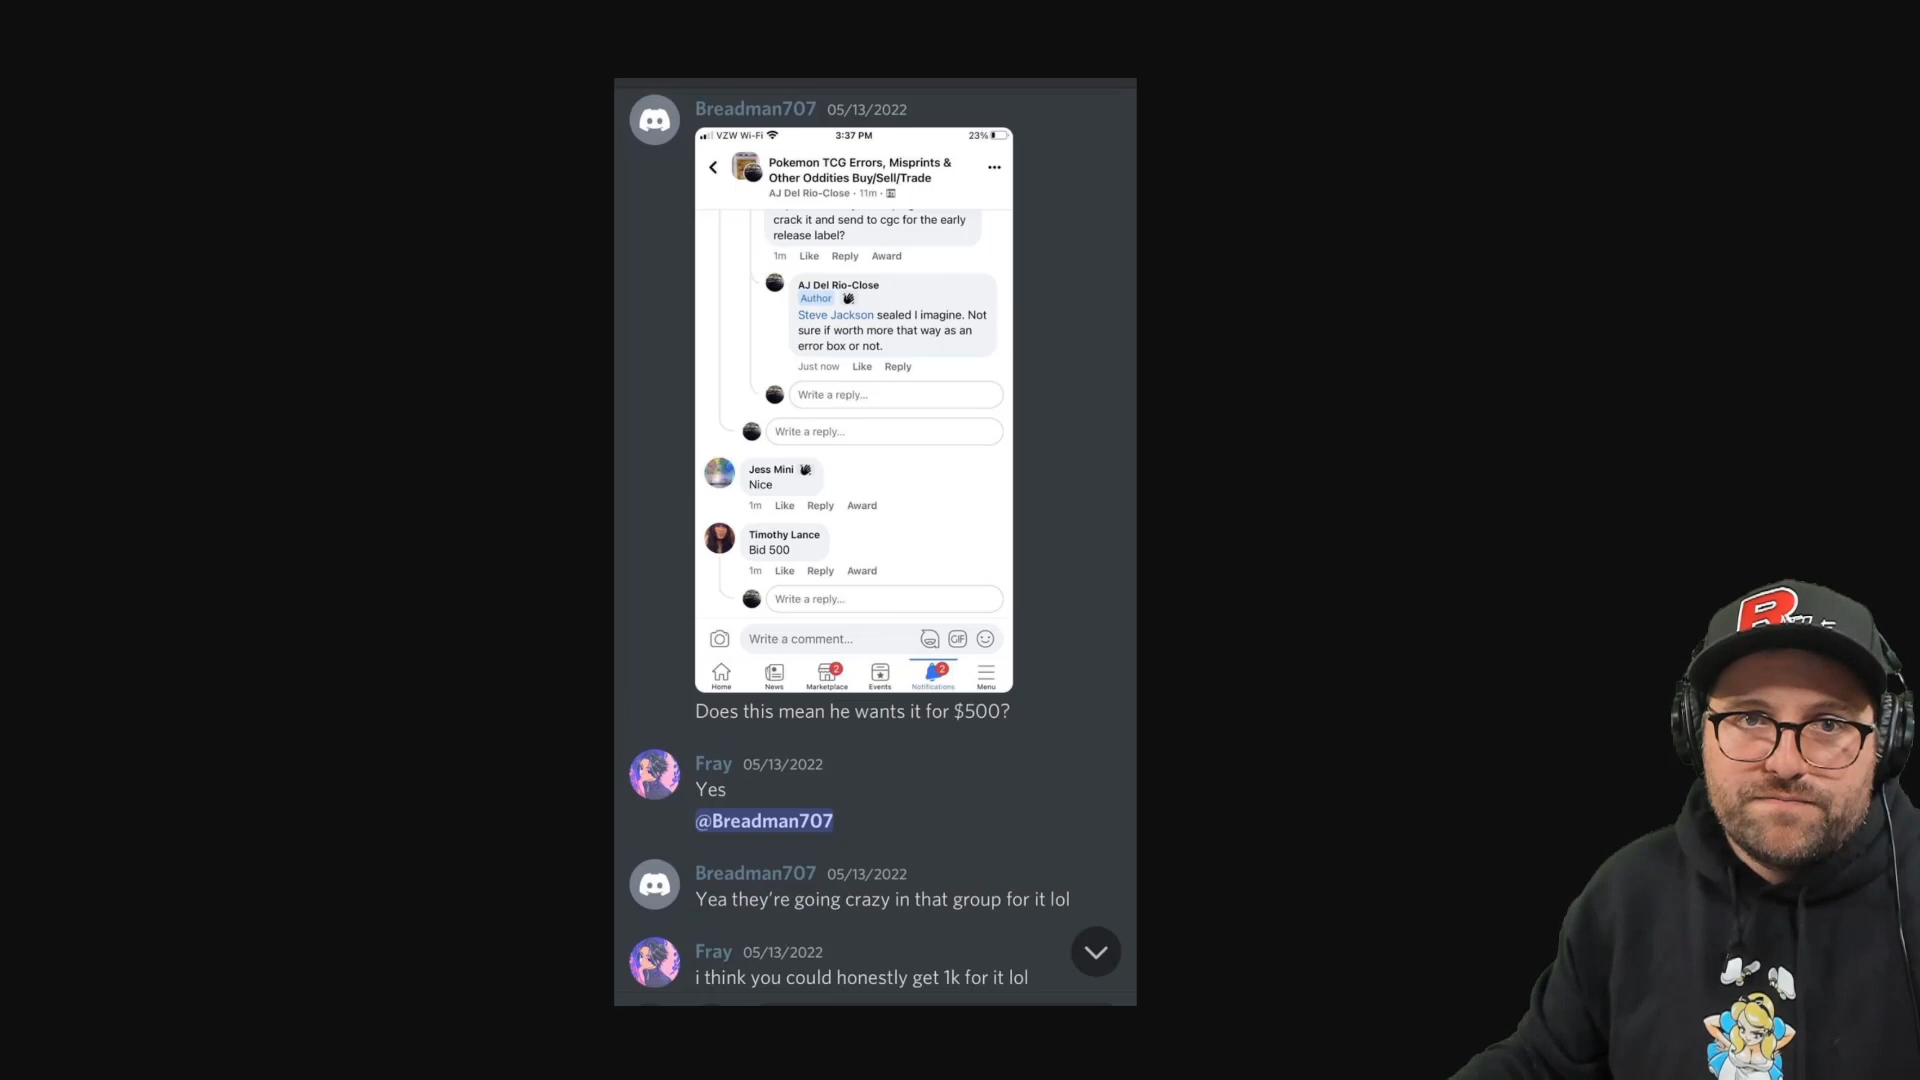 Breadman707 05/13/2022
VZW Wi-Fi 3:37 PM 23%
Pokemon TCG Errors, Misprints &
Other Oddities Buy/Sell/Trade
AJ Del Rio-Close · 11m ·
crack it and send to cgc for the early
release label?
1m Like Reply Award
AJ Del Rio-Close
Author
Steve Jackson sealed I imagine. Not
sure if worth more that way as an
error box or not.
Just now Like Reply
Write a reply...
Write a reply...
Jess Mini
Nice
1m Like Reply Award
Timothy Lance
Bid 500
1m Like Reply Award
Write a reply...
Write a comment... GIF
2 2
Home News Marketplace Events Notifications Menu
Does this mean he wants it for $500?
Fray 05/13/2022
Yes
@Breadman707
Breadman707 05/13/2022
Yea they're going crazy in that group for it lol
Fray 05/13/2022
i think you could honestly get 1k for it lol